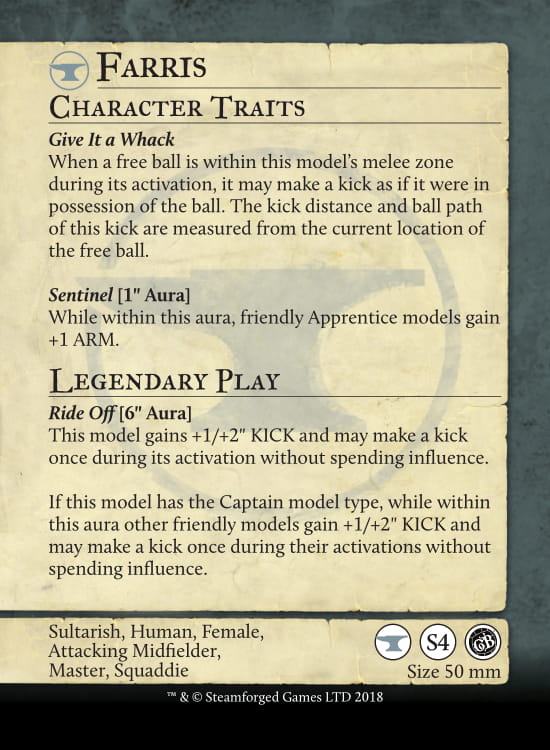 Farris
Character Traits
Give It a Whack
When a free ball is within this model's melee zone
during its activation, it may make a kick as if it were in
possession of the ball. The kick distance and ball path
of this kick are measured from the current location of
the free ball.
Sentinel [1" Aura]
While within this aura, friendly Apprentice models gain
+1 ARM.
Legendary Play
Ride Off [6" Aura]
This model gains +1/+2" KICK and may make a kick
once during its activation without spending influence.
If this model has the Captain model type, while within
this aura other friendly models gain +1/+2" KICK and
may make a kick once during their activations without
spending influence.
Sultarish, Human, Female,
Attacking Midfielder,
Master, Squaddie
S4
GB
Size 50 mm
™ & © Steamforged Games LTD 2018